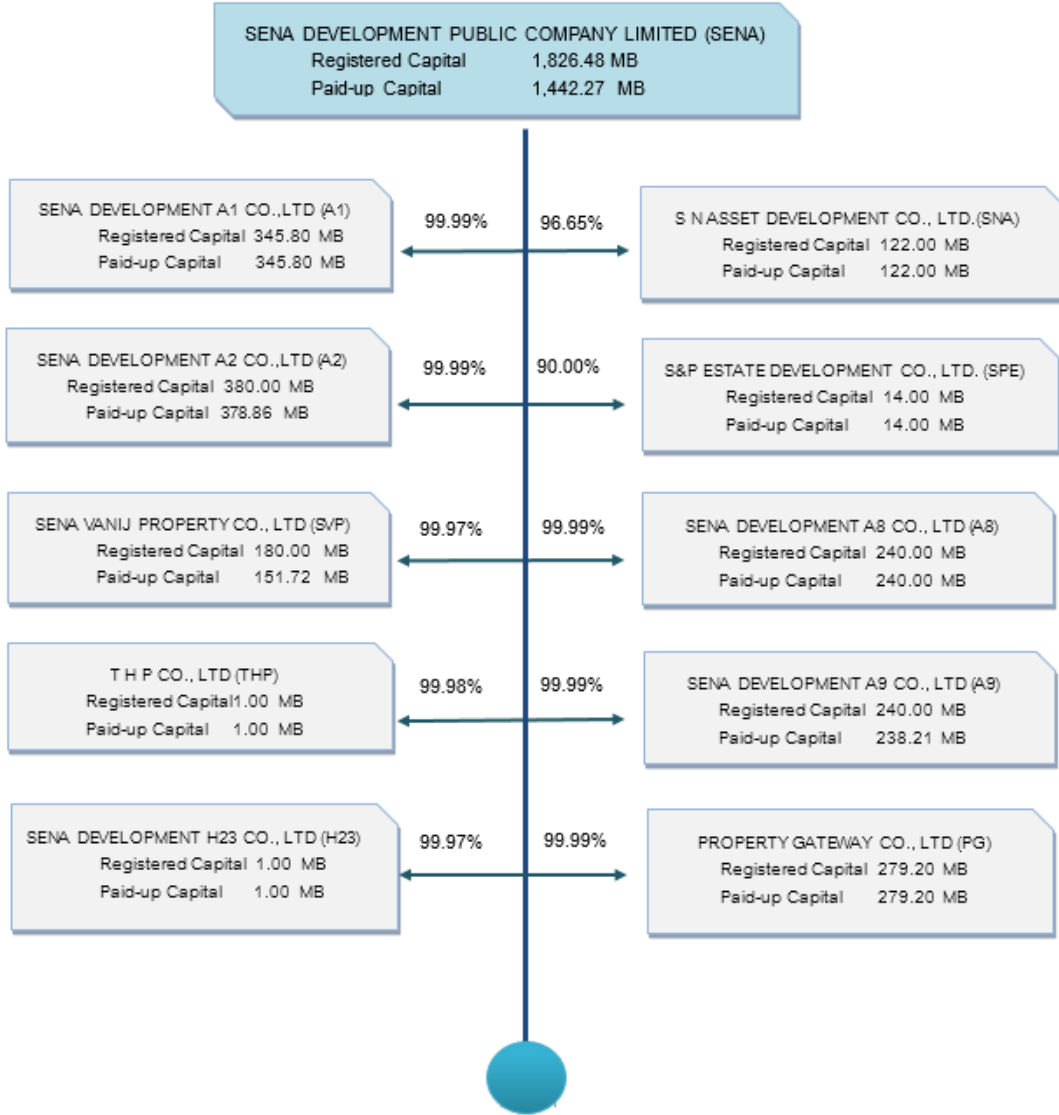 SENA DEVELOPMENT PUBLIC COMPANY LIMITED (SENA)
Registered Capital 1,826.48 MB
Paid-up Capital 1,442.27 MB
SENA DEVELOPMENT A1 CO.,LTD (A1)
Registered Capital 345.80 MB
Paid-up Capital 345.80 MB
99.99%
96.65%
S N ASSET DEVELOPMENT CO., LTD.(SNA)
Registered Capital 122.00 MB
Paid-up Capital 122.00 MB
SENA DEVELOPMENT A2 CO.,LTD (A2)
Registered Capital 380.00 MB
Paid-up Capital 378.86 MB
99.99%
90.00%
S&P ESTATE DEVELOPMENT CO., LTD. (SPE)
Registered Capital 14.00 MB
Paid-up Capital 14.00 MB
SENA VANIJ PROPERTY CO., LTD (SVP)
Registered Capital 180.00 MB
Paid-up Capital 151.72 MB
99.97%
99.99%
SENA DEVELOPMENT A8 CO., LTD (A8)
Registered Capital 240.00 MB
Paid-up Capital 240.00 MB
T H P CO., LTD (THP)
Registered Capital1.00 MB
Paid-up Capital 1.00 MB
99.98%
99.99%
SENA DEVELOPMENT A9 CO., LTD (A9)
Registered Capital 240.00 MB
Paid-up Capital 238.21 MB
SENA DEVELOPMENT H23 CO., LTD (H23)
Registered Capital 1.00 MB
Paid-up Capital 1.00 MB
99.97%
99.99%
PROPERTY GATEWAY CO., LTD (PG)
Registered Capital 279.20 MB
Paid-up Capital 279.20 MB